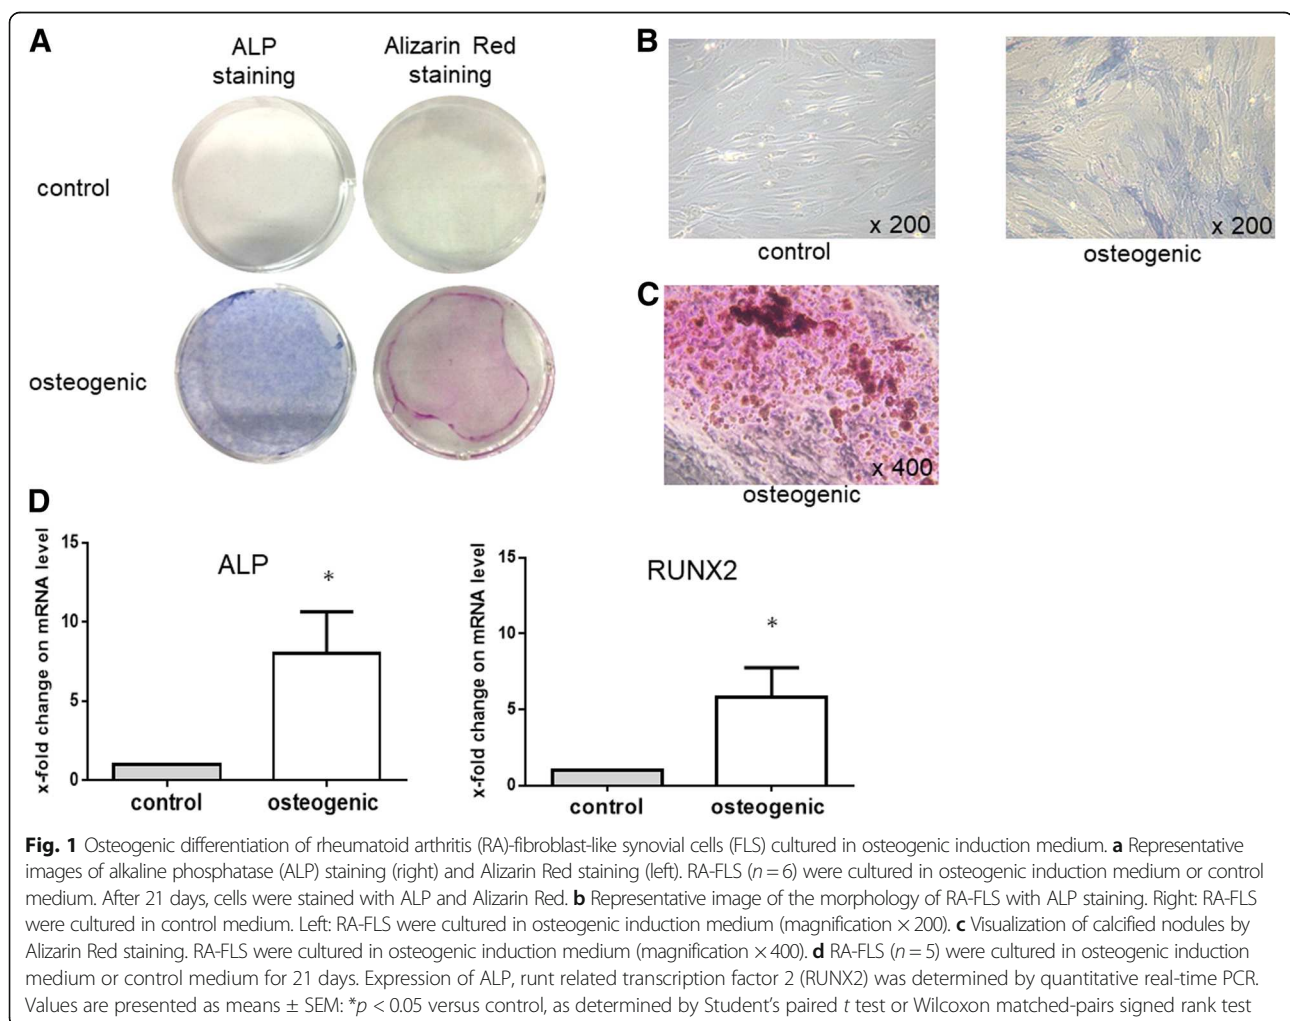 A
ALP
staining
Alizarin Red
staining
control
osteogenic
B
x 200
control
x 200
osteogenic
C
x 400
osteogenic
D
x-fold change on mRNA level
15
10
5
0
ALP
*
control
osteogenic
x-fold change on mRNA level
15
10
5
0
RUNX2
*
control
osteogenic
Fig. 1 Osteogenic differentiation of rheumatoid arthritis (RA)-fibroblast-like synovial cells (FLS) cultured in osteogenic induction medium. a Representative
images of alkaline phosphatase (ALP) staining (right) and Alizarin Red staining (left). RA-FLS (n = 6) were cultured in osteogenic induction medium or control
medium. After 21 days, cells were stained with ALP and Alizarin Red. b Representative image of the morphology of RA-FLS with ALP staining. Right: RA-FLS
were cultured in control medium. Left: RA-FLS were cultured in osteogenic induction medium (magnification × 200). c Visualization of calcified nodules by
Alizarin Red staining. RA-FLS were cultured in osteogenic induction medium (magnification × 400). d RA-FLS (n = 5) were cultured in osteogenic induction
medium or control medium for 21 days. Expression of ALP, runt related transcription factor 2 (RUNX2) was determined by quantitative real-time PCR.
Values are presented as means ± SEM: *p < 0.05 versus control, as determined by Student's paired t test or Wilcoxon matched-pairs signed rank test